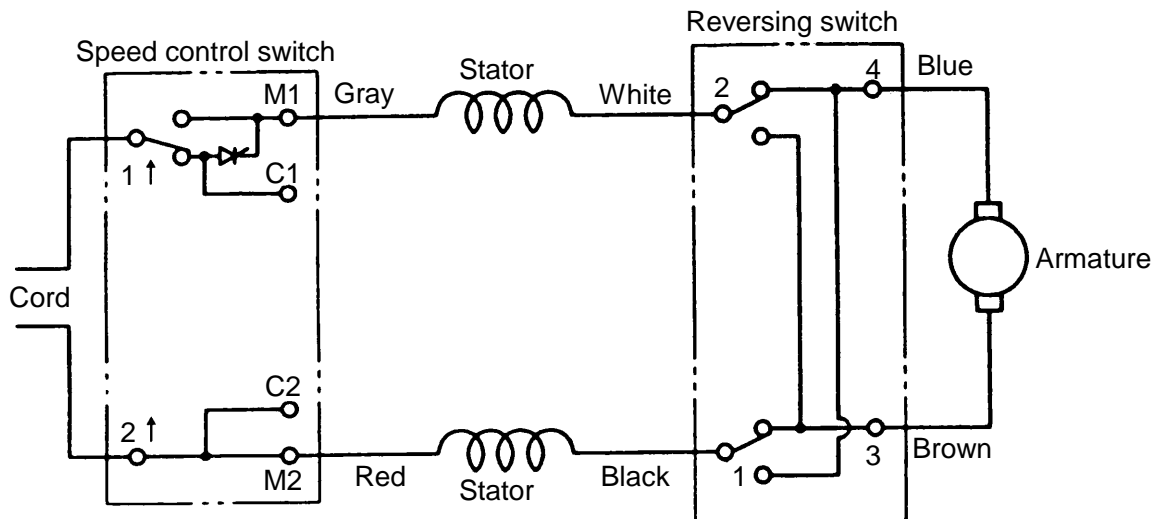 Reversing switch
Speed control switch
Stator
M1
Gray
White
2
4
Blue
1 ↑
C1
Cord
Armature
C2
2 ↑
M2
Red
Stator
Black
1
3
Brown